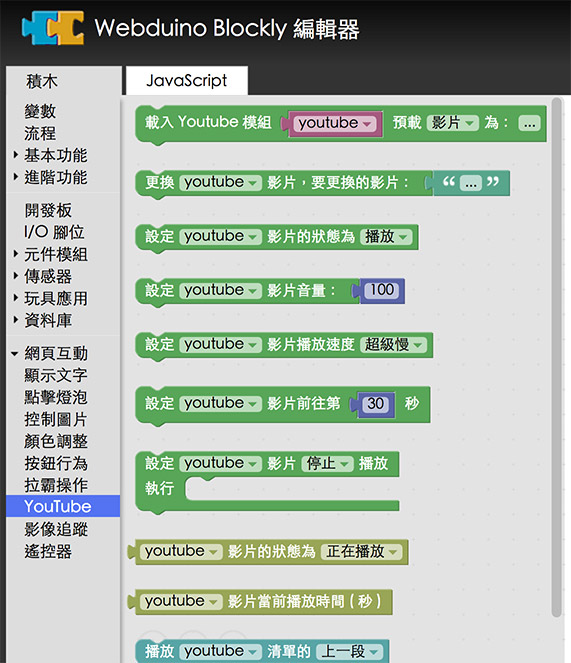 Webduino Blockly 編輯器
積木
JavaScript
變數
流程
基本功能
進階功能
開發板
I/O 腳位
元件模組
傳感器
玩具應用
資料庫
網頁互動
顯示文字
點擊燈泡
控制圖片
顏色調整
按鈕行為
拉霸操作
YouTube
影像追蹤
遙控器
載入 Youtube 模組 youtube 預載 影片 為： ...
更換 youtube 影片，要更換的影片： “ ... ”
設定 youtube 影片的狀態為 播放
設定 youtube 影片音量： 100
設定 youtube 影片播放速度 超級慢
設定 youtube 影片前往第 30 秒
設定 youtube 影片 停止 播放
執行
youtube 影片的狀態為 正在播放
youtube 影片當前播放時間 ( 秒 )
播放 youtube 清單的 上一段